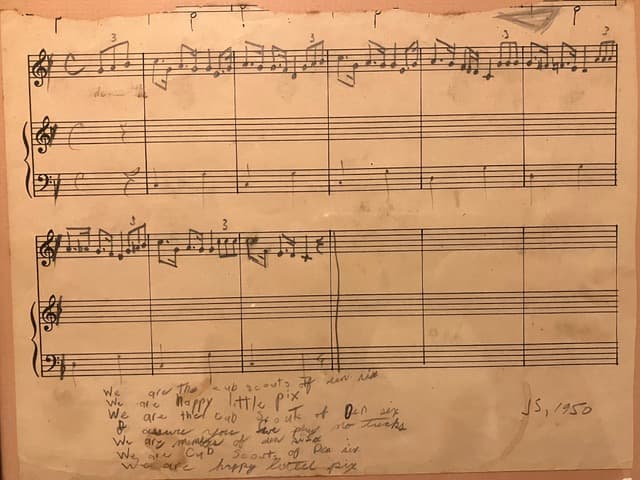 3
3
3
3
3
3
We are the cub scouts of den six
We are happy little pix
We are the cub scouts of Den six
JS, 1950
I assure you we play no tricks
We are members of den
We are Cub Scouts of Den six
We are happy little pix